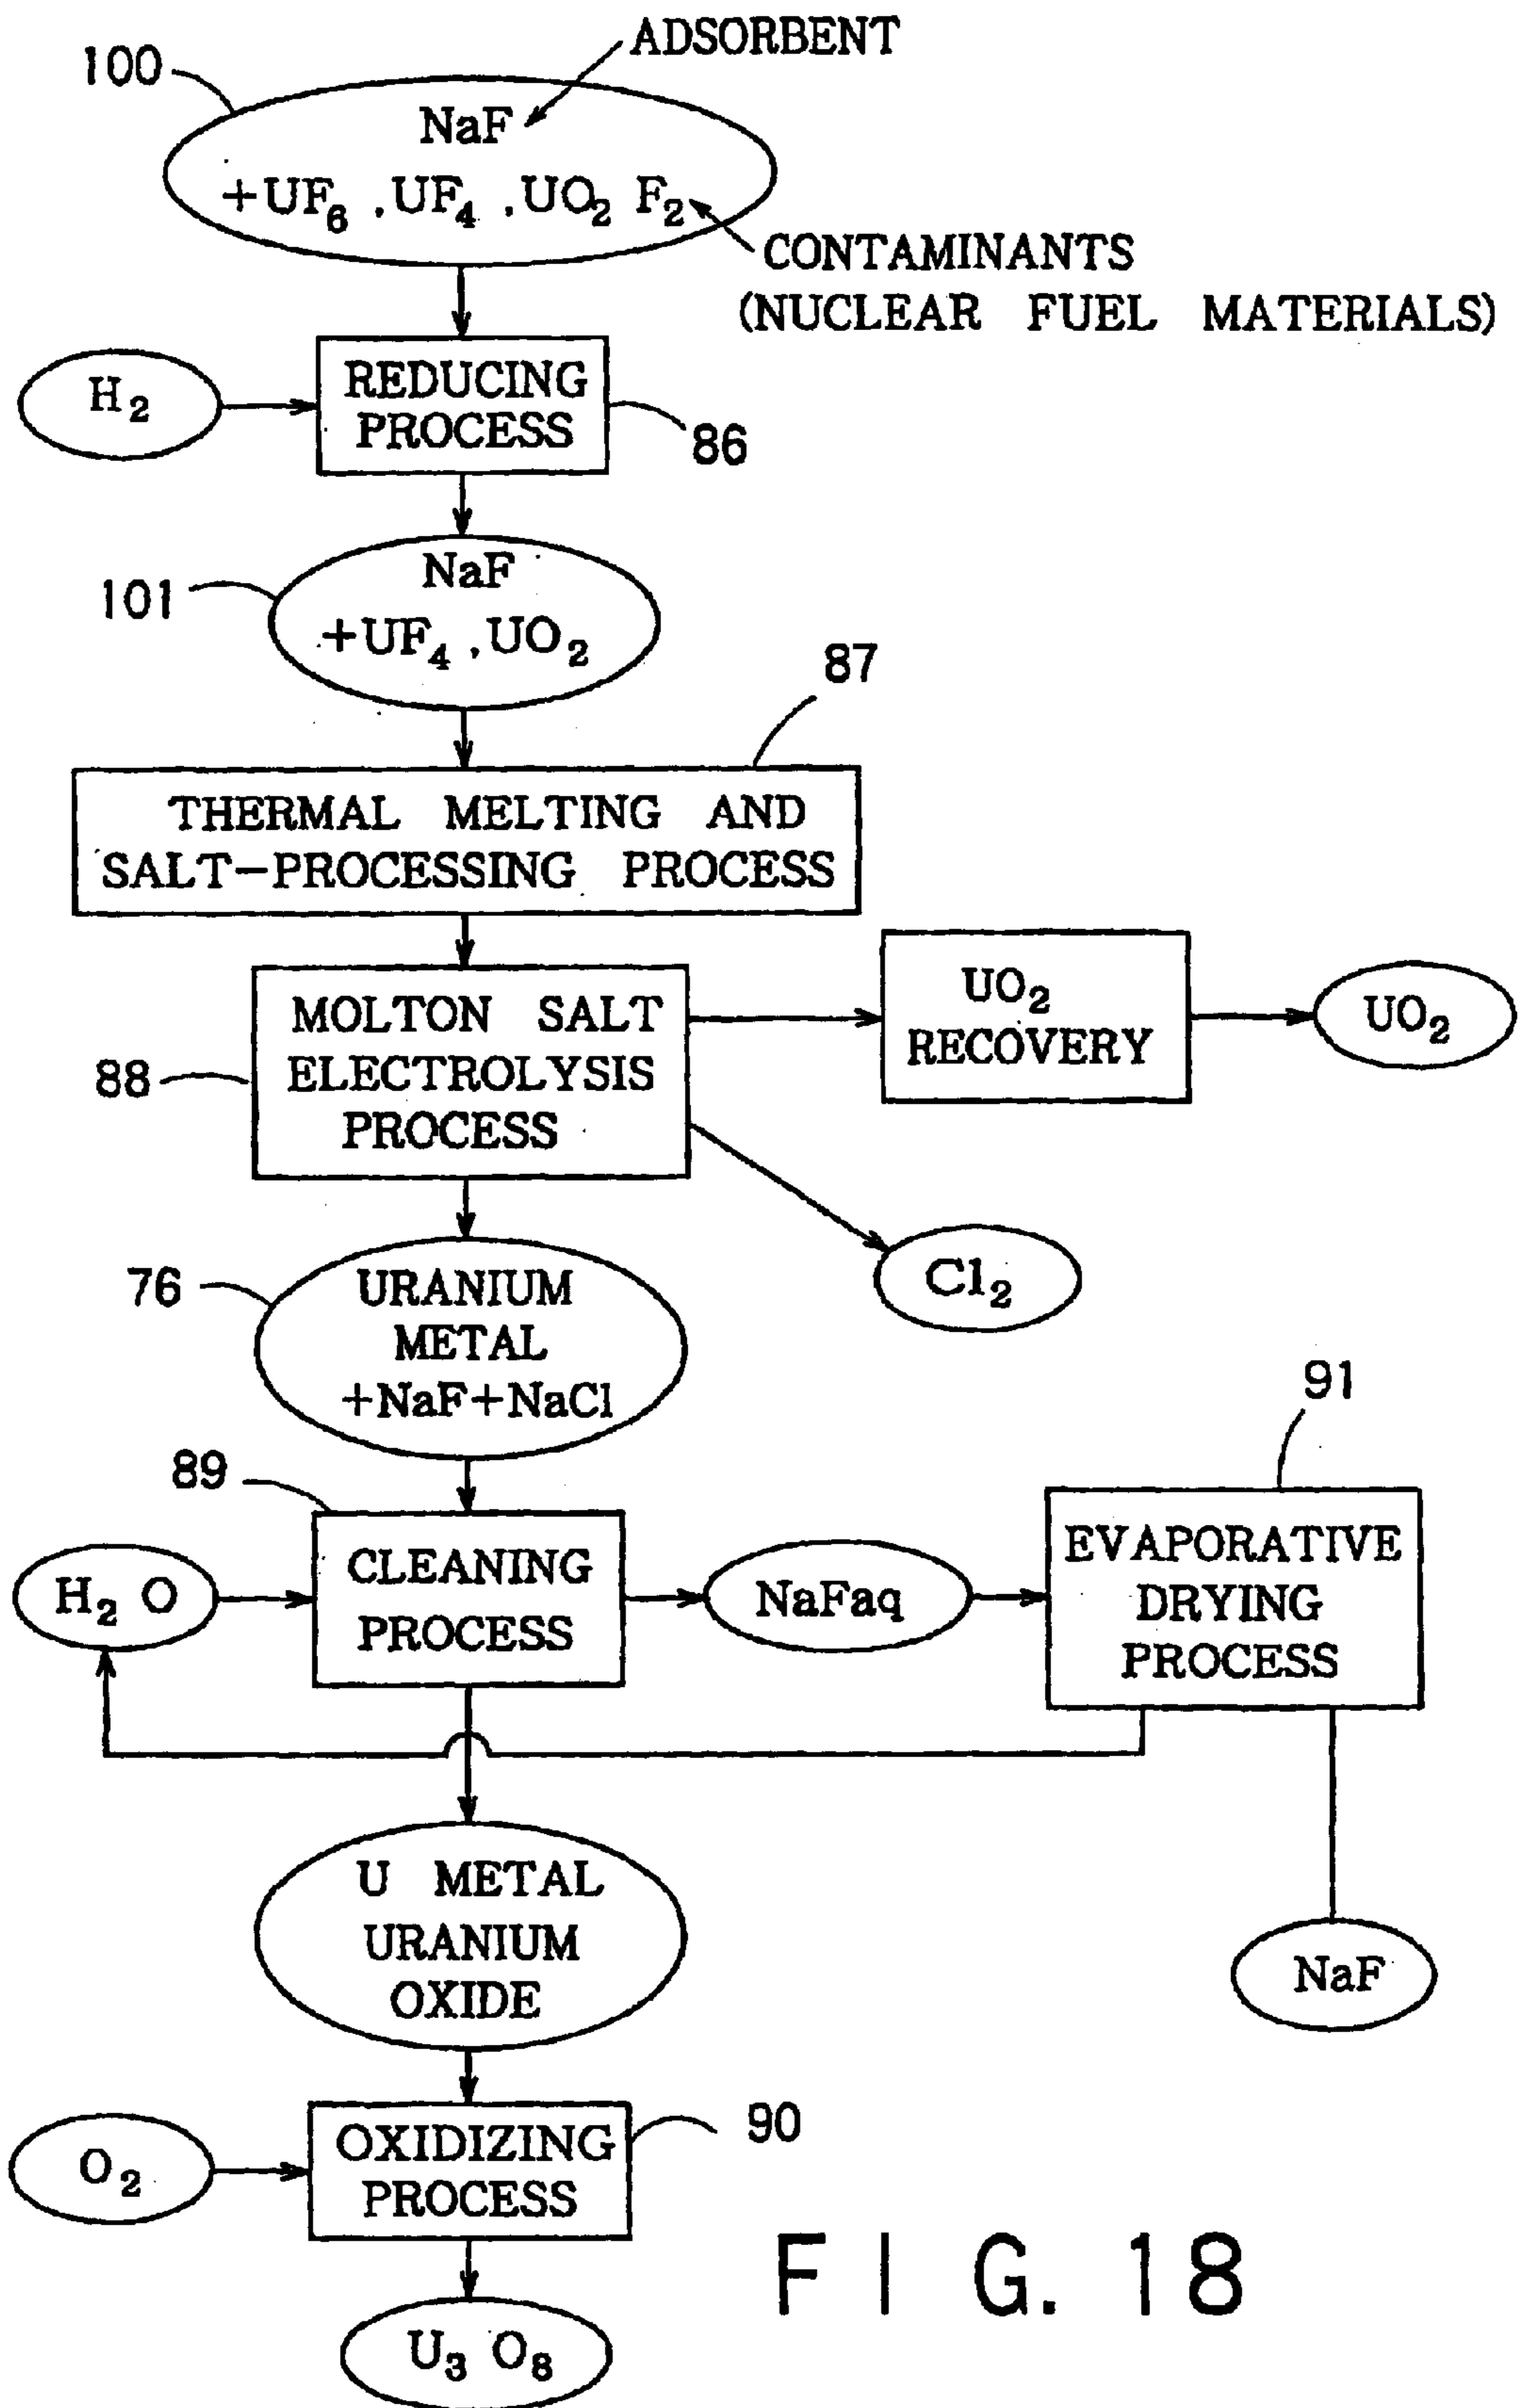 ADSORBENT
100
NaF
+UF₆ , UF₄ , UO₂ F₂
CONTAMINANTS
(NUCLEAR FUEL MATERIALS)
H₂
REDUCING
PROCESS
86
101
NaF
+UF₄ , UO₂
87
THERMAL MELTING AND
SALT-PROCESSING PROCESS
88
MOLTON SALT
ELECTROLYSIS
PROCESS
UO₂
RECOVERY
UO₂
Cl₂
76
URANIUM
METAL
+NaF+NaCl
89
91
H₂ O
CLEANING
PROCESS
NaFaq
EVAPORATIVE
DRYING
PROCESS
U METAL
URANIUM
OXIDE
NaF
O₂
OXIDIZING
PROCESS
90
U₃ O₈
FIG. 18